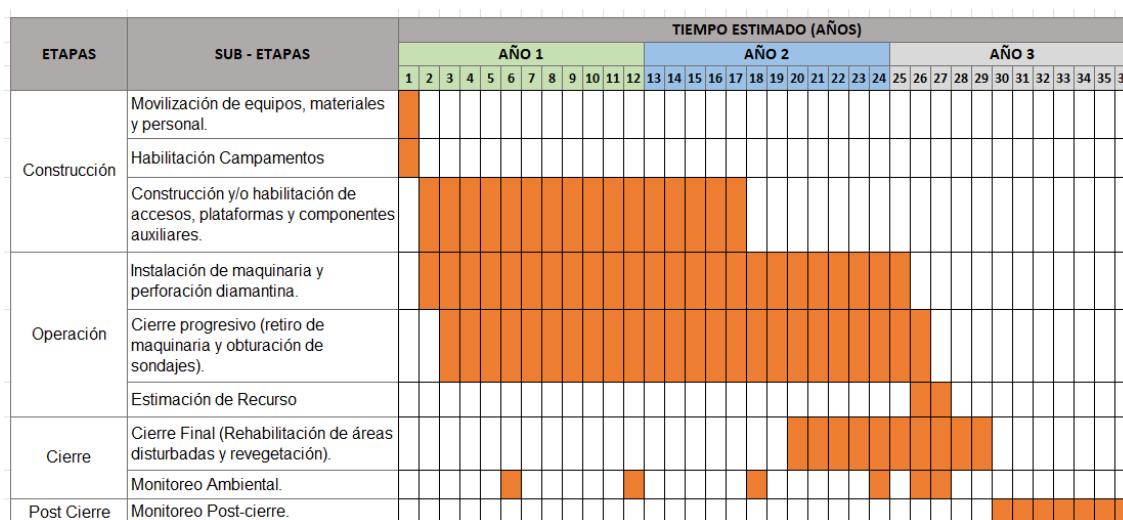 ETAPAS
SUB - ETAPAS
TIEMPO ESTIMADO (AÑOS)
AÑO 1
AÑO 2
AÑO 3
1 2 3 4 5 6 7 8 9 10 11 12 13 14 15 16 17 18 19 20 21 22 23 24 25 26 27 28 29 30 31 32 33 34 35 3
Construcción
Movilización de equipos, materiales
y personal.
Habilitación Campamentos
Construcción y/o habilitación de
accesos, plataformas y componentes
auxiliares.
Operación
Instalación de maquinaria y
perforación diamantina.
Cierre progresivo (retiro de
maquinaria y obturación de
sondajes).
Estimación de Recurso
Cierre
Cierre Final (Rehabilitación de áreas
disturbadas y revegetación).
Monitoreo Ambiental.
Post Cierre
Monitoreo Post-cierre.